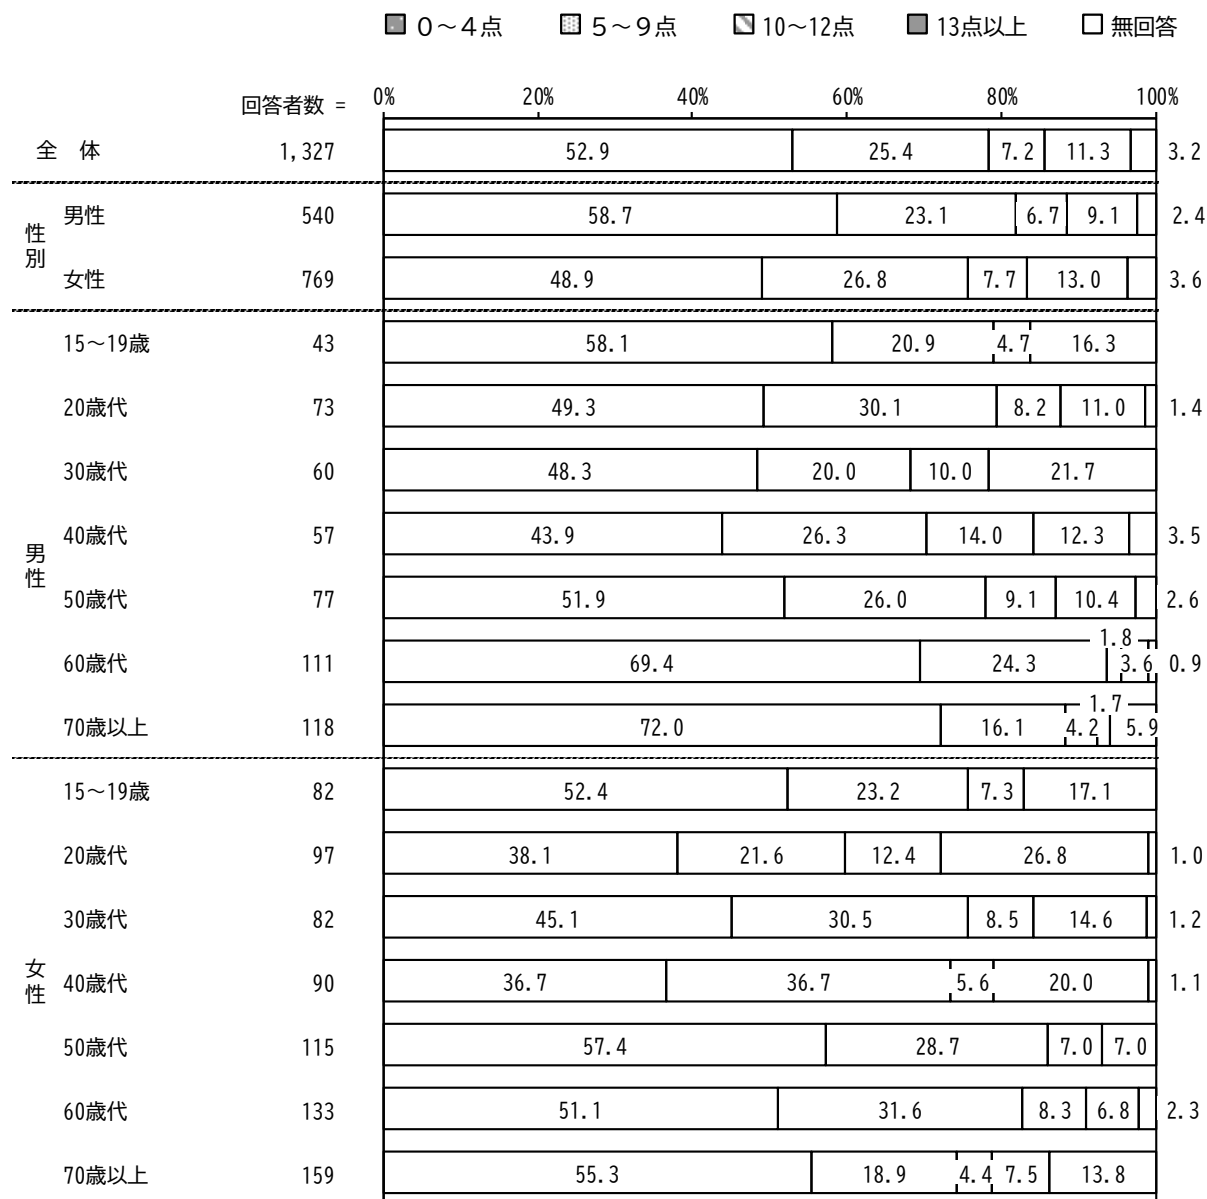 ０～４点 ５～９点 10～12点 13点以上 無回答
回答者数 = 0% 20% 40% 60% 80% 100%
全 体 1,327 52.9 25.4 7.2 11.3 3.2
性別
男性 540 58.7 23.1 6.7 9.1 2.4
女性 769 48.9 26.8 7.7 13.0 3.6
男性
15～19歳 43 58.1 20.9 4.7 16.3
20歳代 73 49.3 30.1 8.2 11.0 1.4
30歳代 60 48.3 20.0 10.0 21.7
40歳代 57 43.9 26.3 14.0 12.3 3.5
50歳代 77 51.9 26.0 9.1 10.4 2.6
60歳代 111 69.4 24.3 1.8 3.6 0.9
70歳以上 118 72.0 16.1 4.2 1.7 5.9
女性
15～19歳 82 52.4 23.2 7.3 17.1
20歳代 97 38.1 21.6 12.4 26.8 1.0
30歳代 82 45.1 30.5 8.5 14.6 1.2
40歳代 90 36.7 36.7 5.6 20.0 1.1
50歳代 115 57.4 28.7 7.0 7.0
60歳代 133 51.1 31.6 8.3 6.8 2.3
70歳以上 159 55.3 18.9 4.4 7.5 13.8